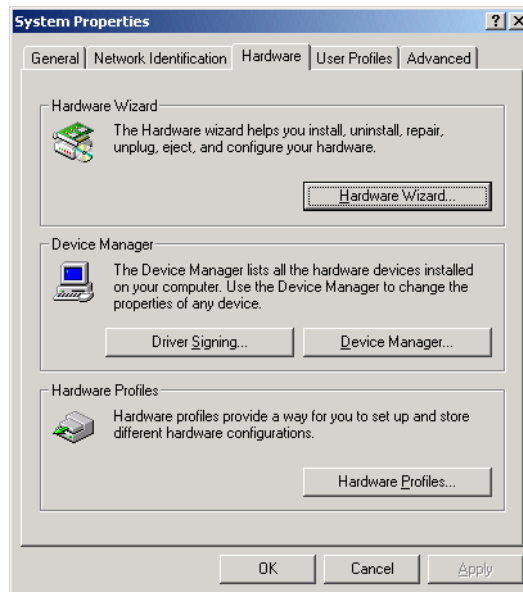 System Properties
General
Network Identification
Hardware
User Profiles
Advanced
Hardware Wizard
The Hardware wizard helps you install, uninstall, repair,
unplug, eject, and configure your hardware.
Hardware Wizard...
Device Manager
The Device Manager lists all the hardware devices installed
on your computer. Use the Device Manager to change the
properties of any device.
Driver Signing...
Device Manager...
Hardware Profiles
Hardware profiles provide a way for you to set up and store
different hardware configurations.
Hardware Profiles...
OK
Cancel
Apply